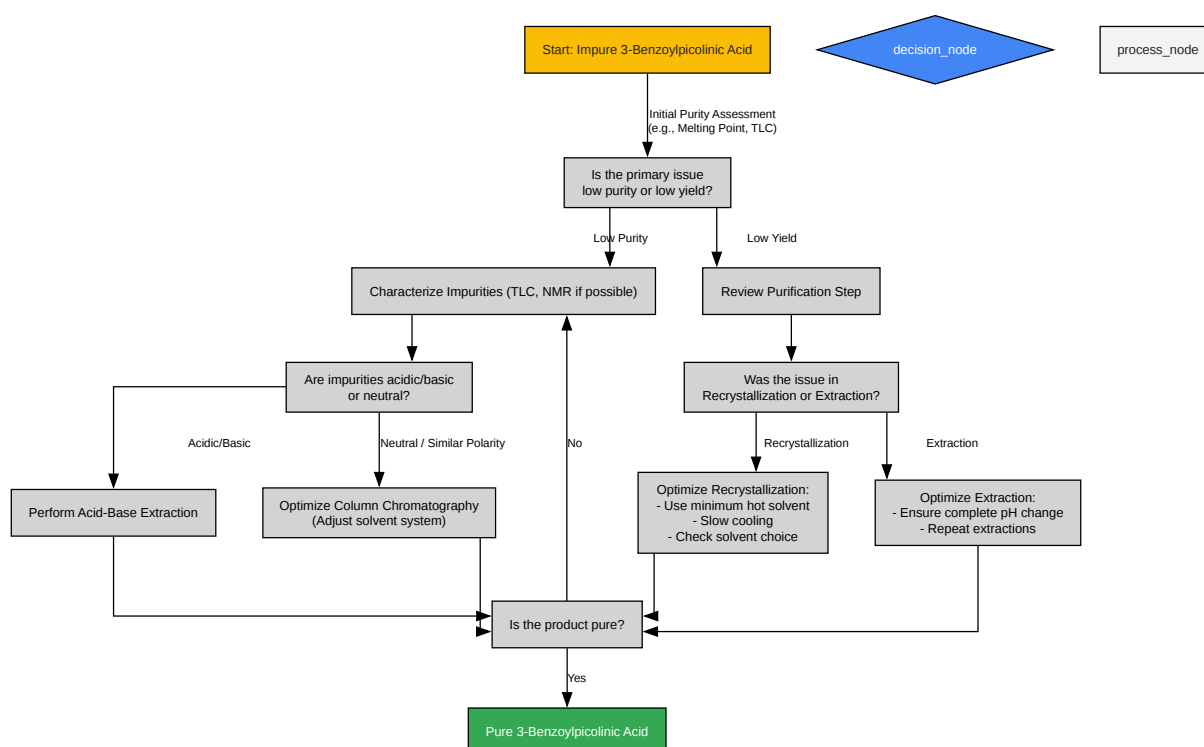 Start: Impure 3-Benzoylpicolinic Acid
decision_node
process_node
Initial Purity Assessment
(e.g., Melting Point, TLC)
Is the primary issue
low purity or low yield?
Low Purity
Low Yield
Characterize Impurities (TLC, NMR if possible)
Review Purification Step
Are impurities acidic/basic
or neutral?
Was the issue in
Recrystallization or Extraction?
Acidic/Basic
Neutral / Similar Polarity
No
Recrystallization
Extraction
Perform Acid-Base Extraction
Optimize Column Chromatography
(Adjust solvent system)
Optimize Recrystallization:
- Use minimum hot solvent
- Slow cooling
- Check solvent choice
Optimize Extraction:
- Ensure complete pH change
- Repeat extractions
Is the product pure?
Yes
Pure 3-Benzoylpicolinic Acid